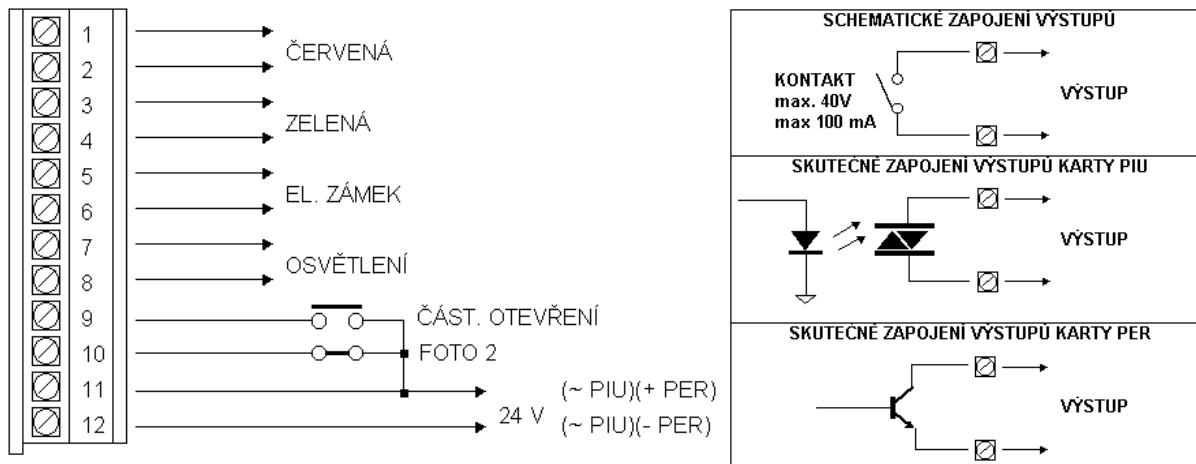 1
2
ČERVENÁ
3
4
ZELENÁ
5
6
EL. ZÁMEK
7
8
OSVĚTLENÍ
9
ČÁST. OTEVŘENÍ
10
FOTO 2
11
(~ PIU)(+ PER)
24 V
12
(~ PIU)(- PER)
SCHEMATICKÉ ZAPOJENÍ VÝSTUPŮ
KONTAKT
max. 40V
max 100 mA
VÝSTUP
SKUTEČNÉ ZAPOJENÍ VÝSTUPŮ KARTY PIU
VÝSTUP
SKUTEČNÉ ZAPOJENÍ VÝSTUPŮ KARTY PER
VÝSTUP